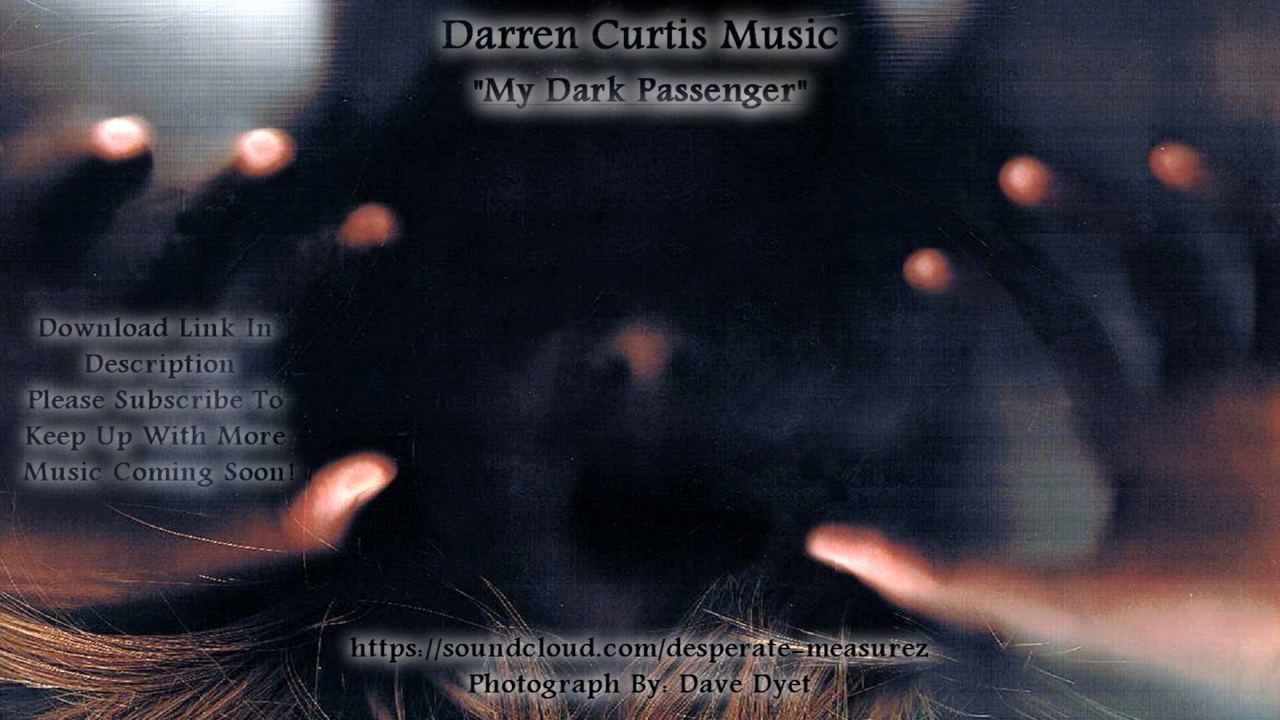 Darren Curtis Music
"My Dark Passenger"
Download Link In
Description
Please Subscribe To
Keep Up With More
Music Coming Soon!
https://soundcloud.com/desperate-measurez
Photograph By: Dave Dyet